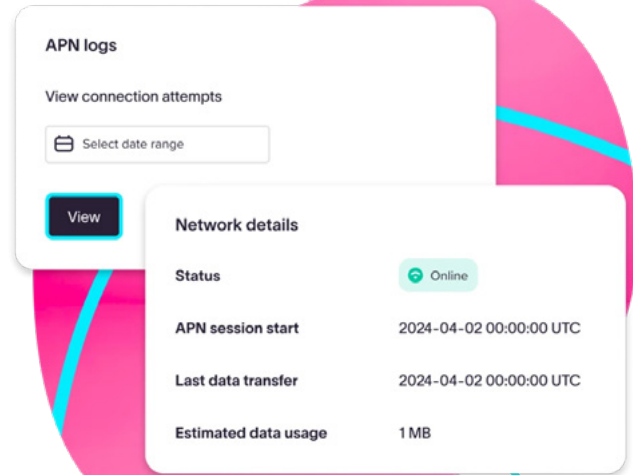 APN logs
View connection attempts
Select date range
View
Network details
Status
Online
APN session start
2024-04-02 00:00:00 UTC
Last data transfer
2024-04-02 00:00:00 UTC
Estimated data usage
1 MB